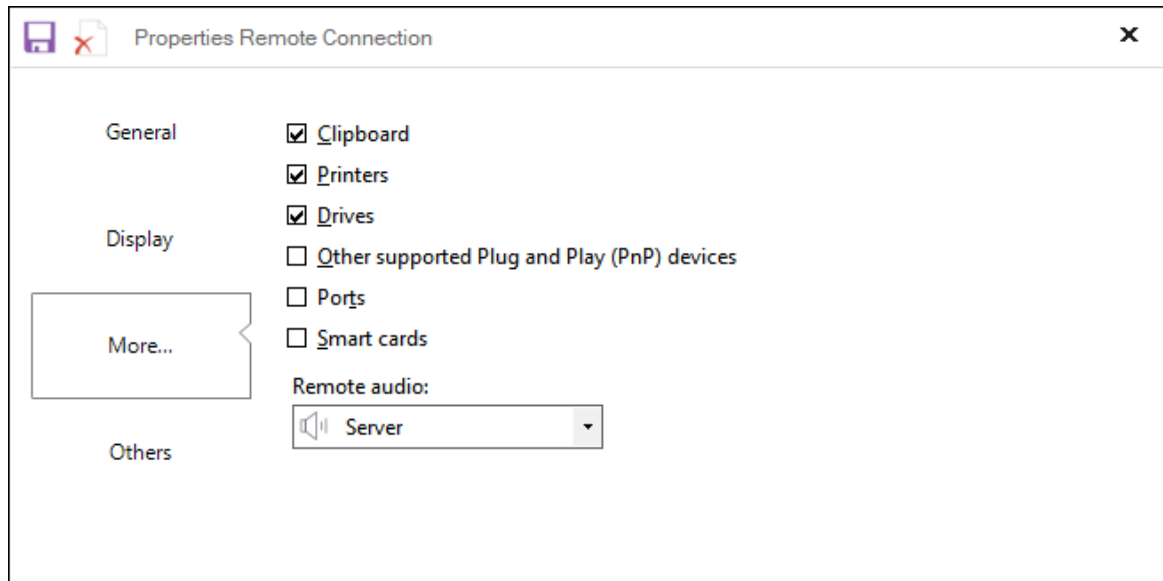 Properties Remote Connection
General
Display
More...
Others
Clipboard
Printers
Drives
Other supported Plug and Play (PnP) devices
Ports
Smart cards
Remote audio:
Server